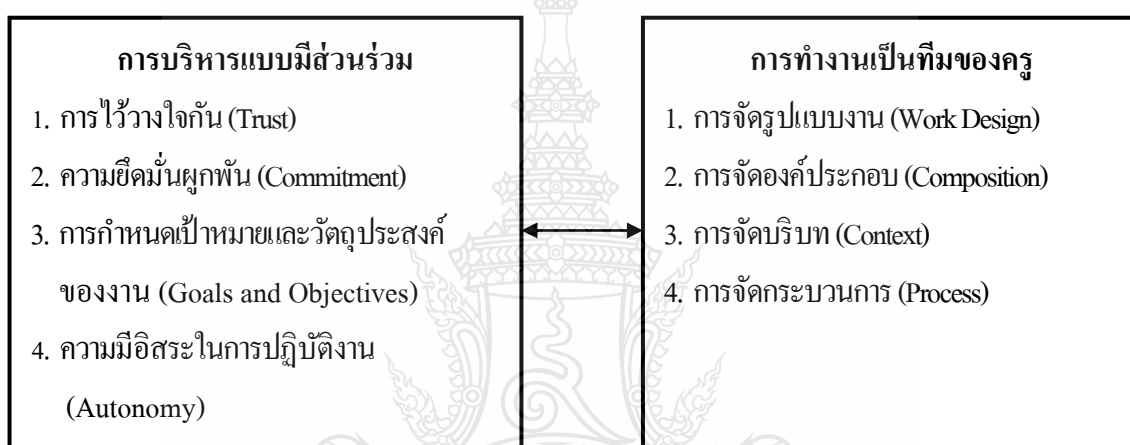 การบริหารแบบมีส่วนร่วม
1. การไว้วางใจกัน (Trust)
2. ความยึดมั่นผูกพัน (Commitment)
3. การกำหนดเป้าหมายและวัตถุประสงค์
ของงาน (Goals and Objectives)
4. ความมีอิสระในการปฏิบัติงาน
(Autonomy)
การทำงานเป็นทีมของครู
1. การจัดรูปแบบงาน (Work Design)
2. การจัดองค์ประกอบ (Composition)
3. การจัดบริบท (Context)
4. การจัดกระบวนการ (Process)